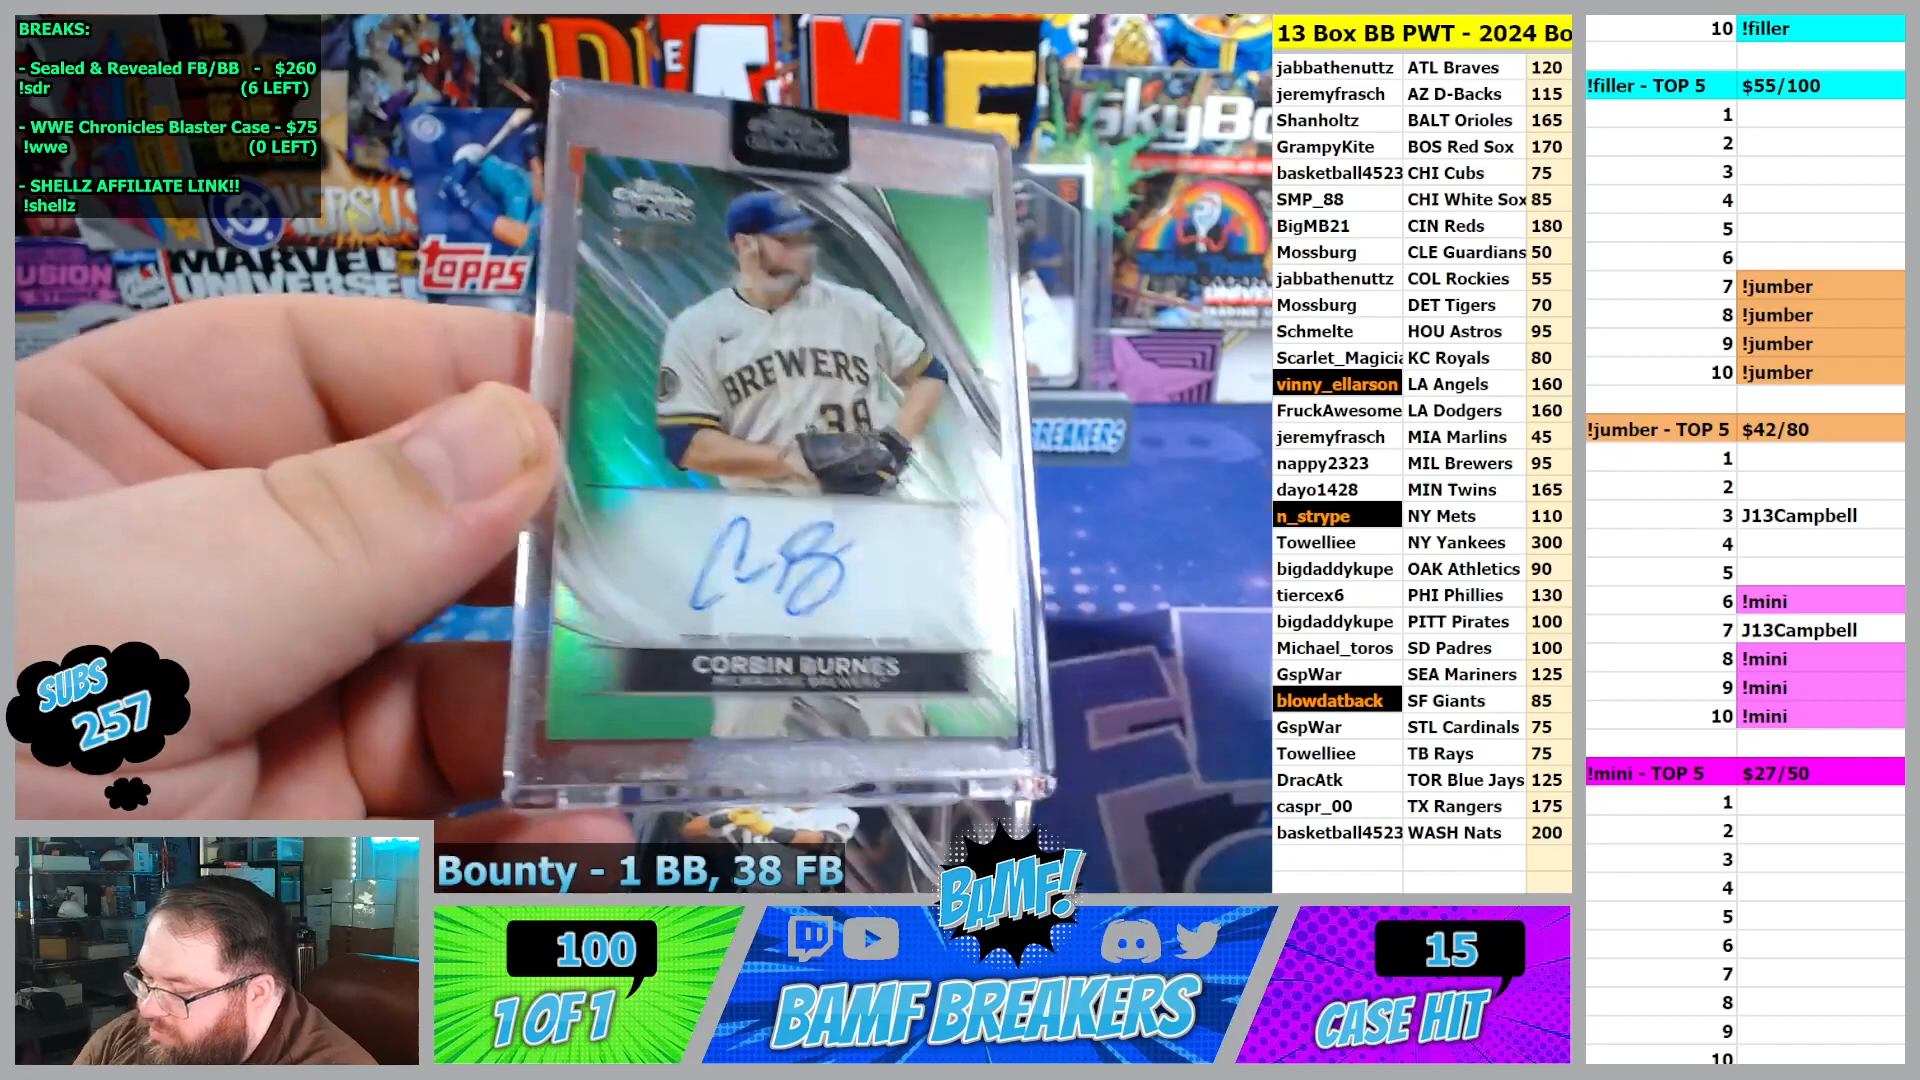 BREAKS:
- Sealed & Revealed FB/BB - $260
!sdr (6 LEFT)
- WWE Chronicles Blaster Case - $75
!wwe (0 LEFT)
- SHELLZ AFFILIATE LINK!!
!shellz
MARVEL
UNIVERSE
topps
BREAKERS
BREWERS
38
CORBIN BURNES
SUBS
257
Bounty - 1 BB, 38 FB
BAMF!
100
1 OF 1
BAMF BREAKERS
15
CASE HIT
13 Box BB PWT - 2024 Bo
jabbathenuttz ATL Braves 120
jeremyfrasch AZ D-Backs 115
Shanholtz BALT Orioles 165
GrampyKite BOS Red Sox 170
basketball4523 CHI Cubs 75
SMP_88 CHI White Sox 85
BigMB21 CIN Reds 180
Mossburg CLE Guardians 50
jabbathenuttz COL Rockies 55
Mossburg DET Tigers 70
Schmelte HOU Astros 95
Scarlet_Magicia KC Royals 80
vinny_ellarson LA Angels 160
FruckAwesome LA Dodgers 160
jeremyfrasch MIA Marlins 45
nappy2323 MIL Brewers 95
dayo1428 MIN Twins 165
n_strype NY Mets 110
Towelliee NY Yankees 300
bigdaddykupe OAK Athletics 90
tiercex6 PHI Phillies 130
bigdaddykupe PITT Pirates 100
Michael_toros SD Padres 100
GspWar SEA Mariners 125
blowdatback SF Giants 85
GspWar STL Cardinals 75
Towelliee TB Rays 75
DracAtk TOR Blue Jays 125
caspr_00 TX Rangers 175
basketball4523 WASH Nats 200
10 !filler
!filler - TOP 5 $55/100
1
2
3
4
5
6
7 !jumber
8 !jumber
9 !jumber
10 !jumber
!jumber - TOP 5 $42/80
1
2
3 J13Campbell
4
5
6 !mini
7 J13Campbell
8 !mini
9 !mini
10 !mini
!mini - TOP 5 $27/50
1
2
3
4
5
6
7
8
9
10